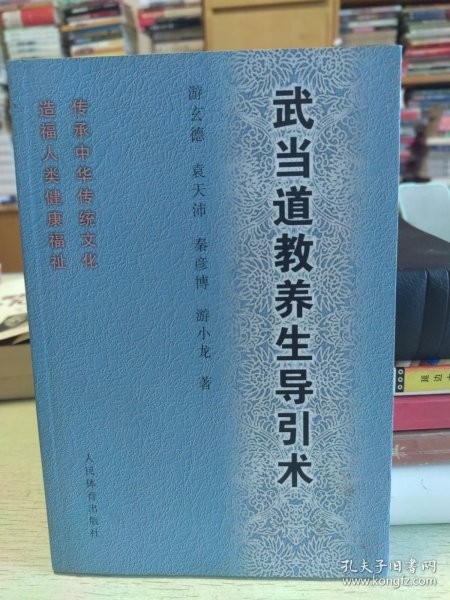 武当道教养生导引术
游玄德 袁天沛 秦彦博 游小龙 著
传承中华传统文化
造福人类健康福祉
人民体育出版社
延边
孔夫子旧书网
kongfz.com